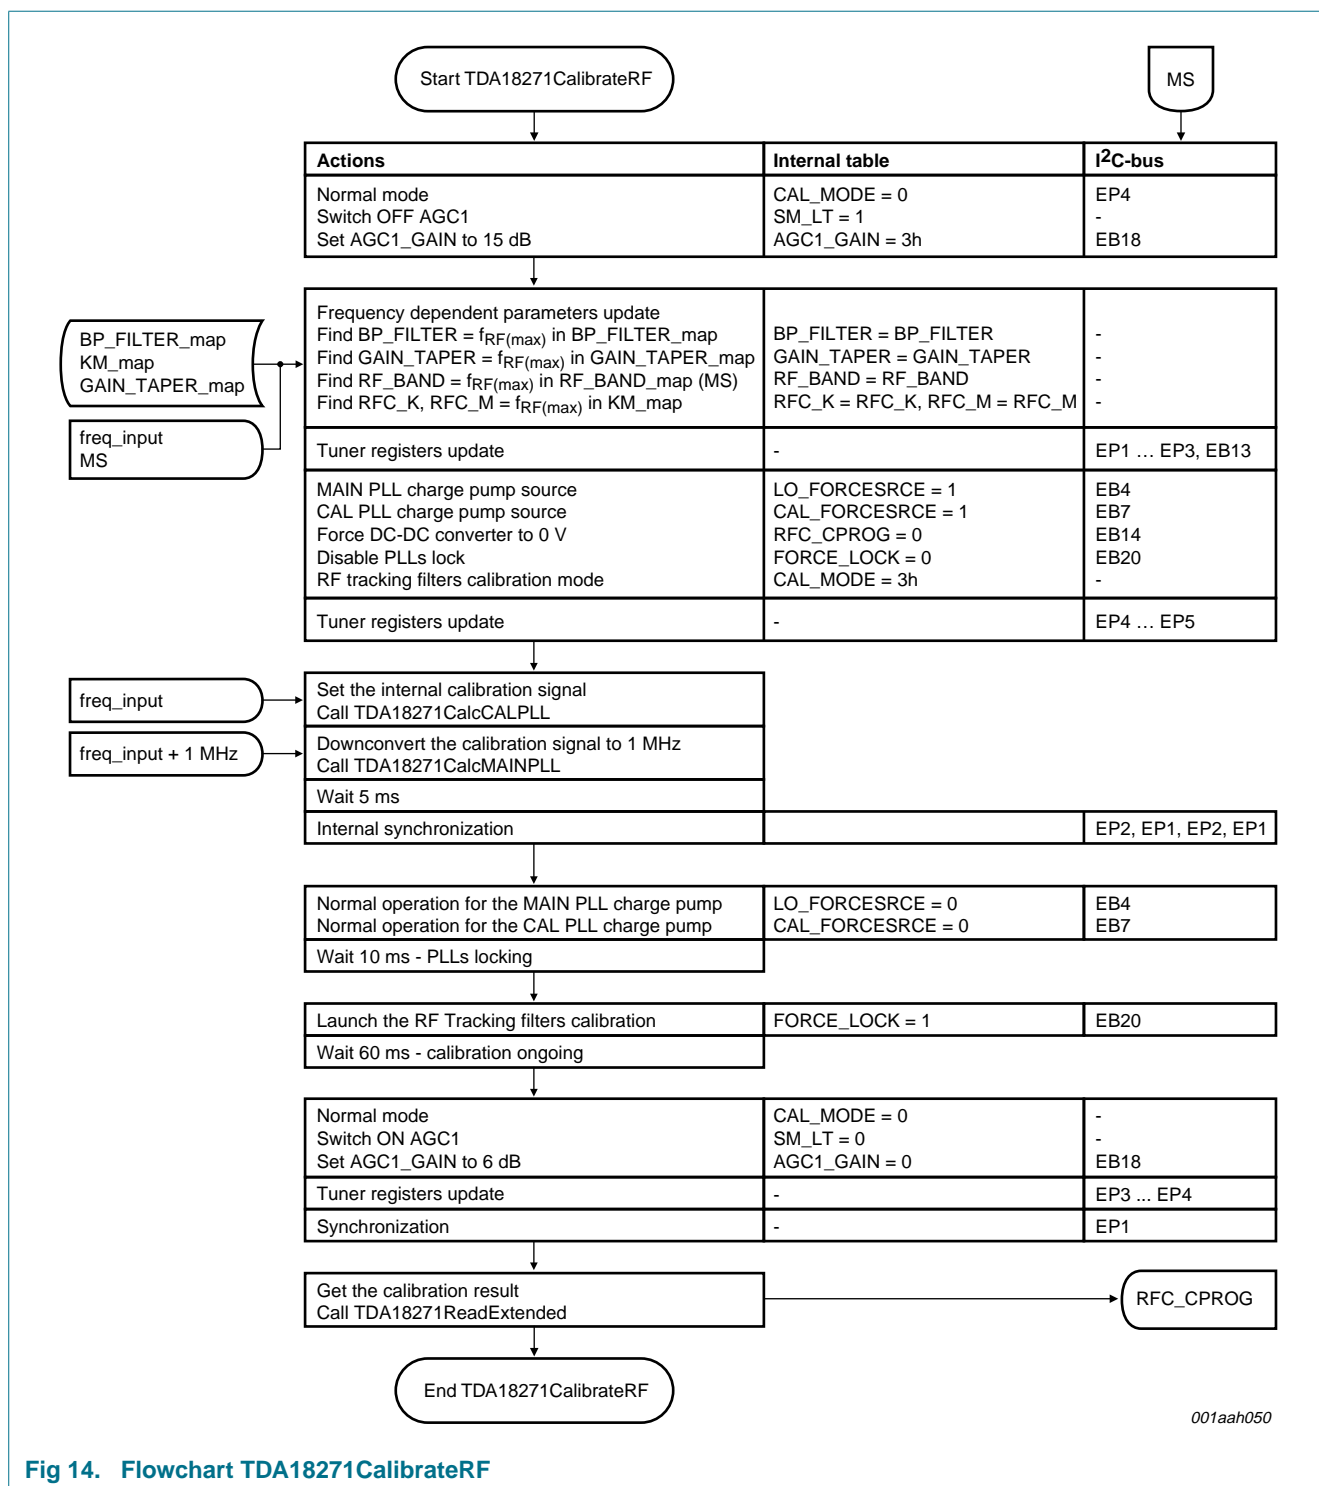 Start TDA18271CalibrateRF
MS
Actions Internal table I2C-bus
Normal mode CAL_MODE = 0 EP4
Switch OFF AGC1 SM_LT = 1 -
Set AGC1_GAIN to 15 dB AGC1_GAIN = 3h EB18
BP_FILTER_map
KM_map
GAIN_TAPER_map
freq_input
MS
Frequency dependent parameters update
Find BP_FILTER = fRF(max) in BP_FILTER_map BP_FILTER = BP_FILTER -
Find GAIN_TAPER = fRF(max) in GAIN_TAPER_map GAIN_TAPER = GAIN_TAPER -
Find RF_BAND = fRF(max) in RF_BAND_map (MS) RF_BAND = RF_BAND -
Find RFC_K, RFC_M = fRF(max) in KM_map RFC_K = RFC_K, RFC_M = RFC_M -
Tuner registers update - EP1 … EP3, EB13
MAIN PLL charge pump source LO_FORCESRCE = 1 EB4
CAL PLL charge pump source CAL_FORCESRCE = 1 EB7
Force DC-DC converter to 0 V RFC_CPROG = 0 EB14
Disable PLLs lock FORCE_LOCK = 0 EB20
RF tracking filters calibration mode CAL_MODE = 3h -
Tuner registers update - EP4 … EP5
freq_input
Set the internal calibration signal
Call TDA18271CalcCALPLL
freq_input + 1 MHz
Downconvert the calibration signal to 1 MHz
Call TDA18271CalcMAINPLL
Wait 5 ms
Internal synchronization EP2, EP1, EP2, EP1
Normal operation for the MAIN PLL charge pump LO_FORCESRCE = 0 EB4
Normal operation for the CAL PLL charge pump CAL_FORCESRCE = 0 EB7
Wait 10 ms - PLLs locking
Launch the RF Tracking filters calibration FORCE_LOCK = 1 EB20
Wait 60 ms - calibration ongoing
Normal mode CAL_MODE = 0 -
Switch ON AGC1 SM_LT = 0 -
Set AGC1_GAIN to 6 dB AGC1_GAIN = 0 EB18
Tuner registers update - EP3 ... EP4
Synchronization - EP1
Get the calibration result
Call TDA18271ReadExtended
RFC_CPROG
End TDA18271CalibrateRF
001aah050
Fig 14. Flowchart TDA18271CalibrateRF